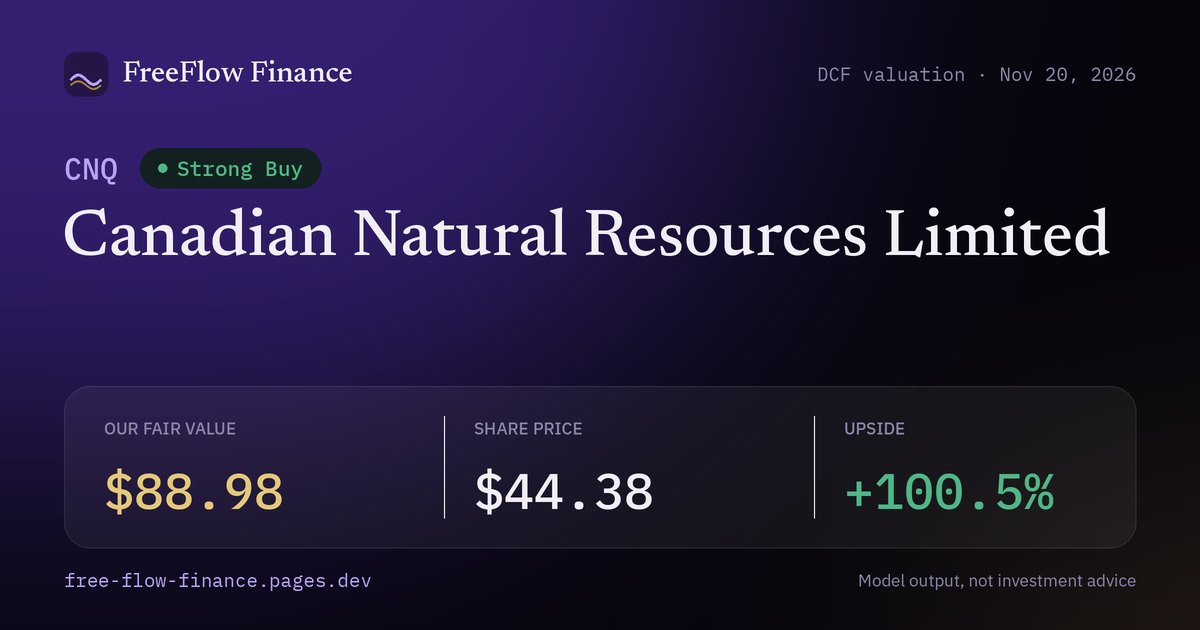 FreeFlow Finance
DCF valuation · Nov 20, 2026
CNQ
Strong Buy
Canadian Natural Resources Limited
OUR FAIR VALUE
$88.98
SHARE PRICE
$44.38
UPSIDE
+100.5%
free-flow-finance.pages.dev
Model output, not investment advice